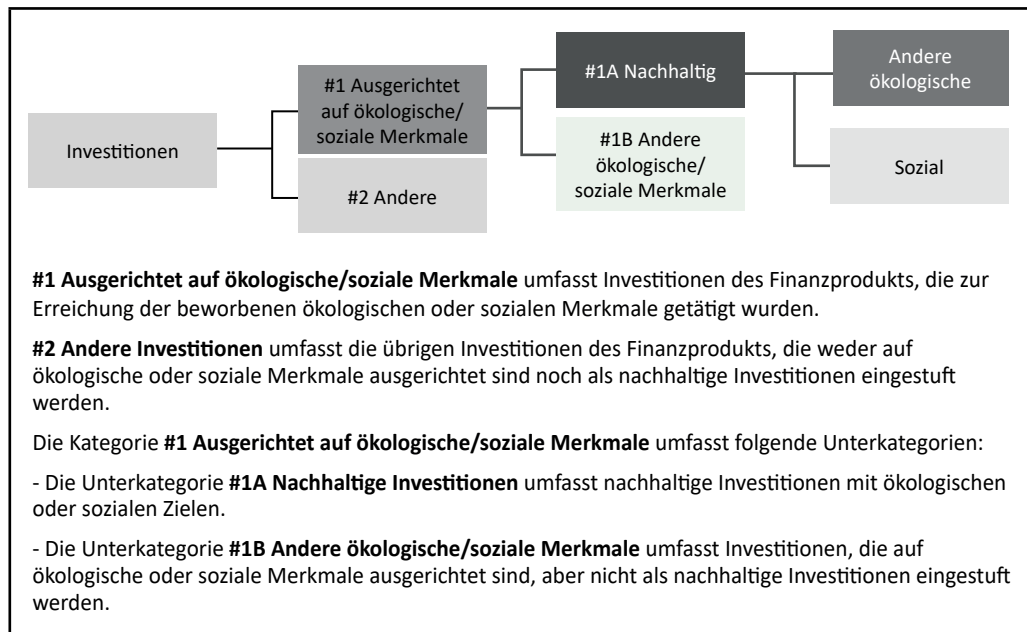 Investitionen
#1 Ausgerichtet
auf ökologische/
soziale Merkmale
#2 Andere
#1A Nachhaltig
#1B Andere
ökologische/
soziale Merkmale
Andere
ökologische
Sozial
#1 Ausgerichtet auf ökologische/soziale Merkmale umfasst Investitionen des Finanzprodukts, die zur
Erreichung der beworbenen ökologischen oder sozialen Merkmale getätigt wurden.
#2 Andere Investitionen umfasst die übrigen Investitionen des Finanzprodukts, die weder auf
ökologische oder soziale Merkmale ausgerichtet sind noch als nachhaltige Investitionen eingestuft
werden.
Die Kategorie #1 Ausgerichtet auf ökologische/soziale Merkmale umfasst folgende Unterkategorien:
- Die Unterkategorie #1A Nachhaltige Investitionen umfasst nachhaltige Investitionen mit ökologischen
oder sozialen Zielen.
- Die Unterkategorie #1B Andere ökologische/soziale Merkmale umfasst Investitionen, die auf
ökologische oder soziale Merkmale ausgerichtet sind, aber nicht als nachhaltige Investitionen eingestuft
werden.